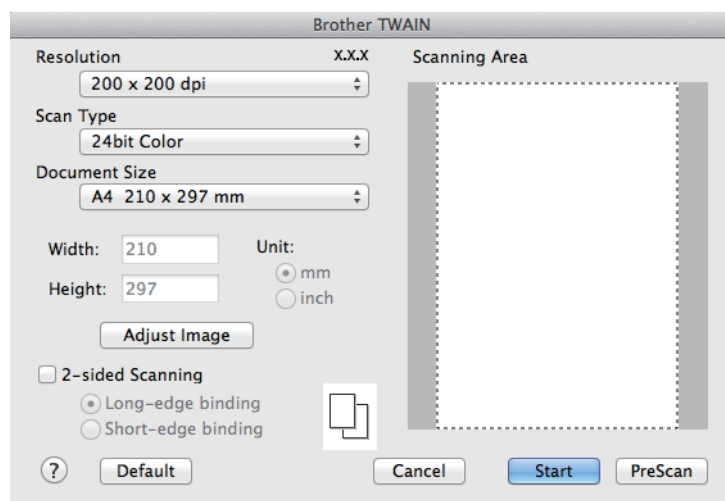 Brother TWAIN
Resolution X.X.X
200 x 200 dpi
Scan Type
24bit Color
Document Size
A4 210 x 297 mm
Width: 210
Height: 297
Unit:
mm
inch
Adjust Image
2-sided Scanning
Long-edge binding
Short-edge binding
? Default
Scanning Area
Cancel Start PreScan